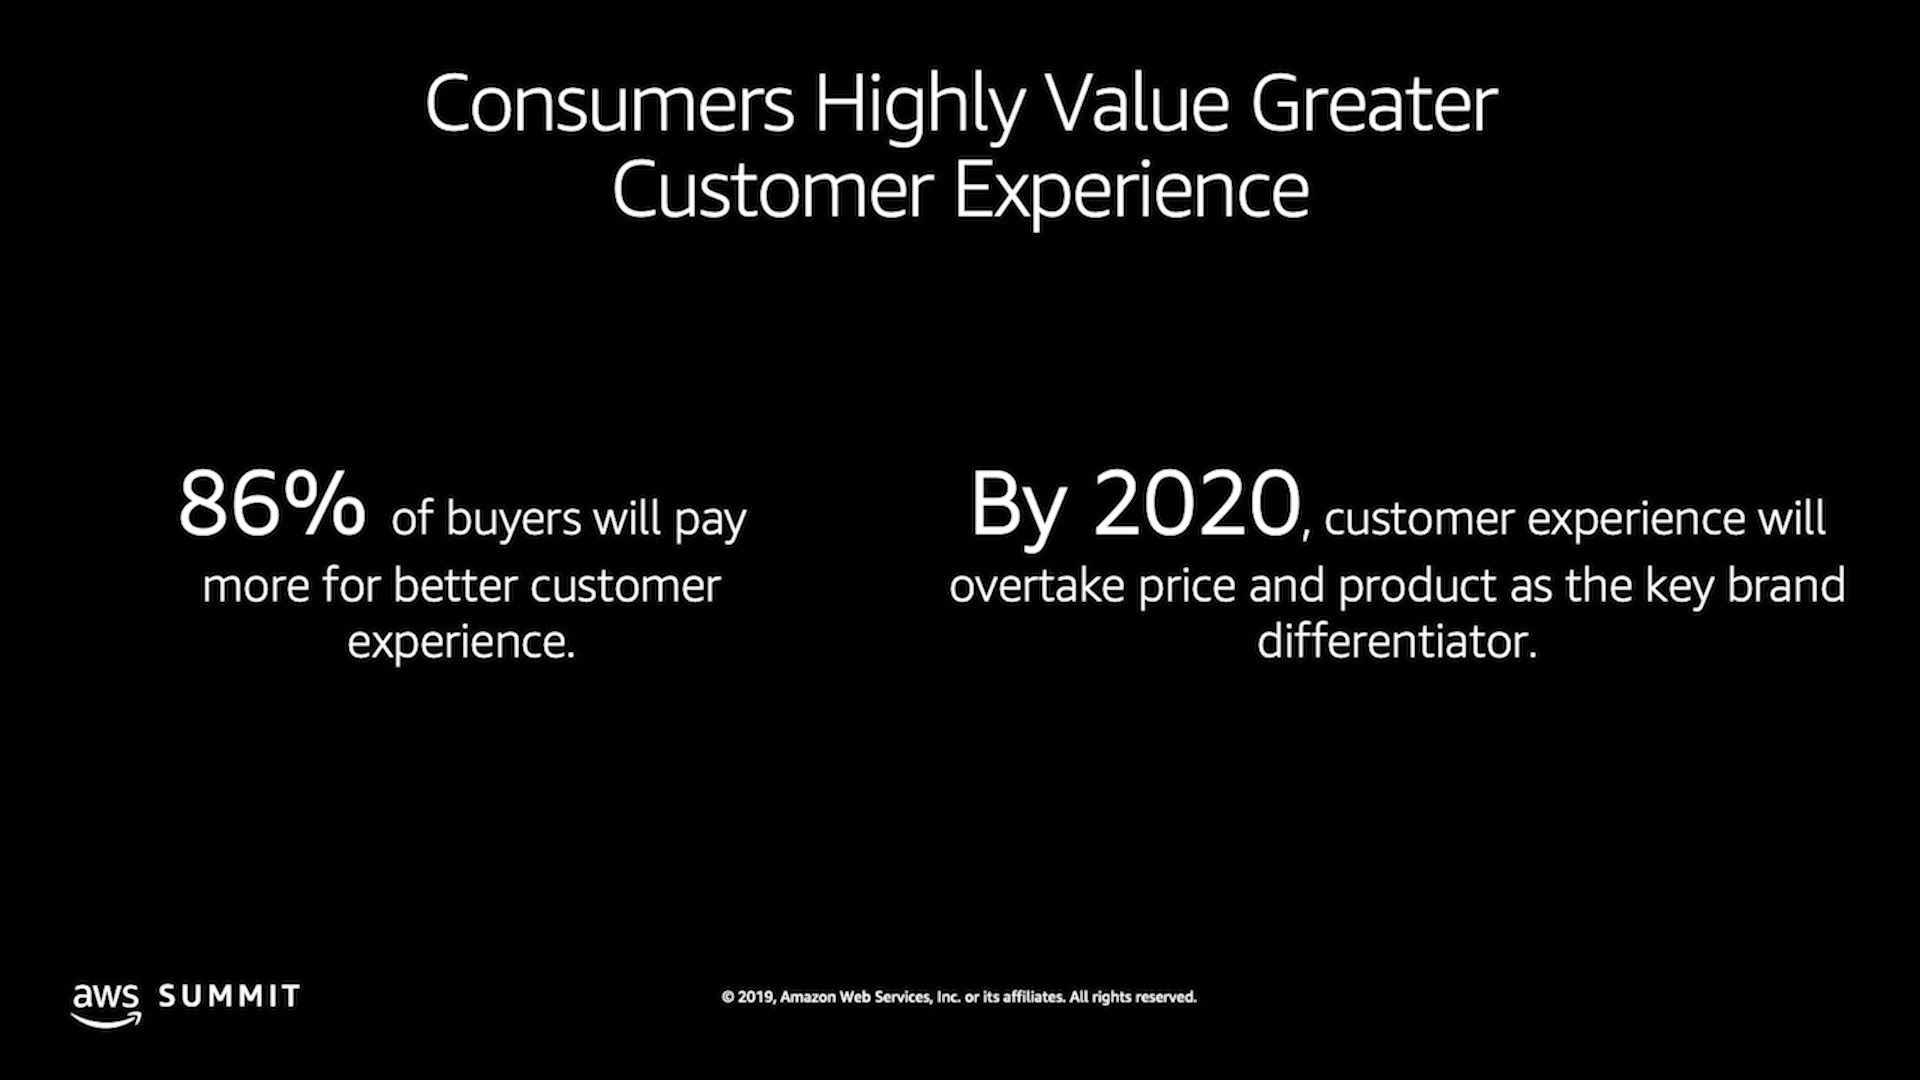 Consumers Highly Value Greater
Customer Experience
86% of buyers will pay
more for better customer
experience.
By 2020, customer experience will
overtake price and product as the key brand
differentiator.
aws SUMMIT
© 2019, Amazon Web Services, Inc. or its affiliates. All rights reserved.